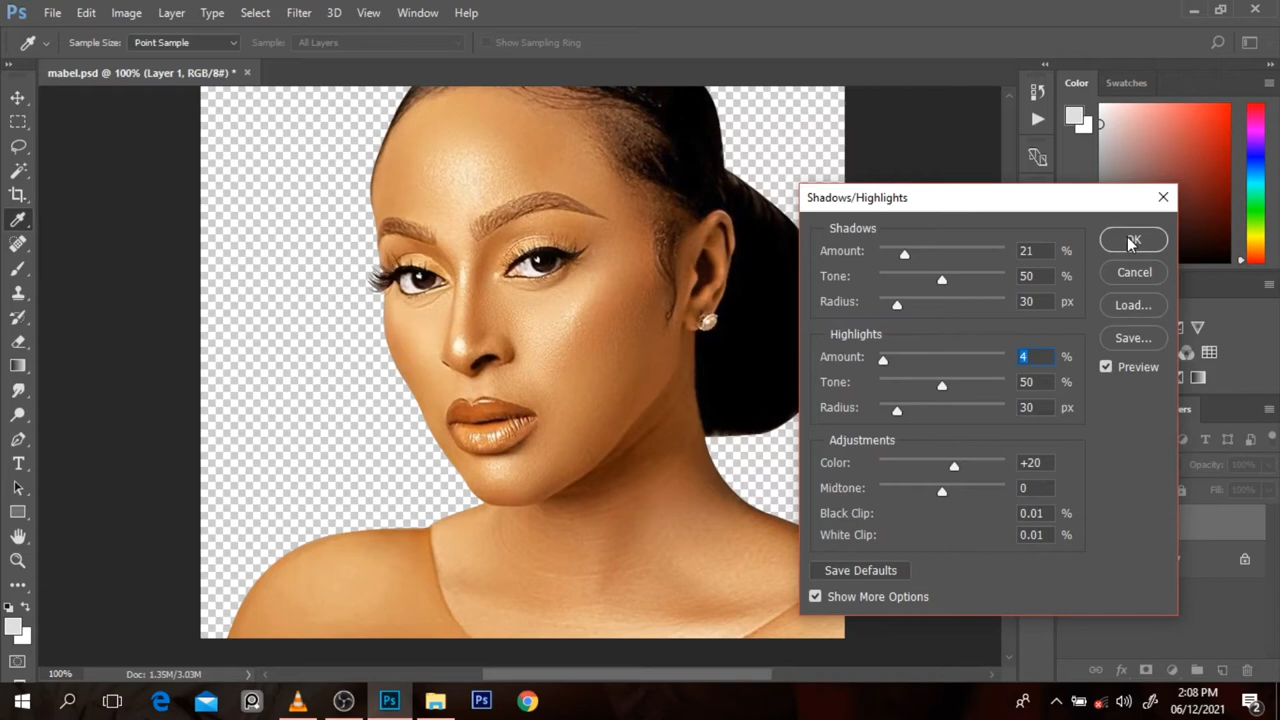 Ps File Edit Image Layer Type Select Filter 3D View Window Help
Sample Size: Point Sample Sample: All Layers Show Sampling Ring
mabel.psd @ 100% (Layer 1, RGB/8#) *
Color Swatches
Shadows/Highlights
Shadows
Amount: 21 %
Tone: 50 %
Radius: 30 px
Highlights
Amount: 4 %
Tone: 50 %
Radius: 30 px
Adjustments
Color: +20
Midtone: 0
Black Clip: 0.01 %
White Clip: 0.01 %
Save Defaults
Show More Options
OK
Cancel
Load...
Save...
Preview
Opacity: 100%
Fill: 100%
100% Doc: 1.35M/3.03M
Ps Ps
2:08 PM
06/12/2021
2